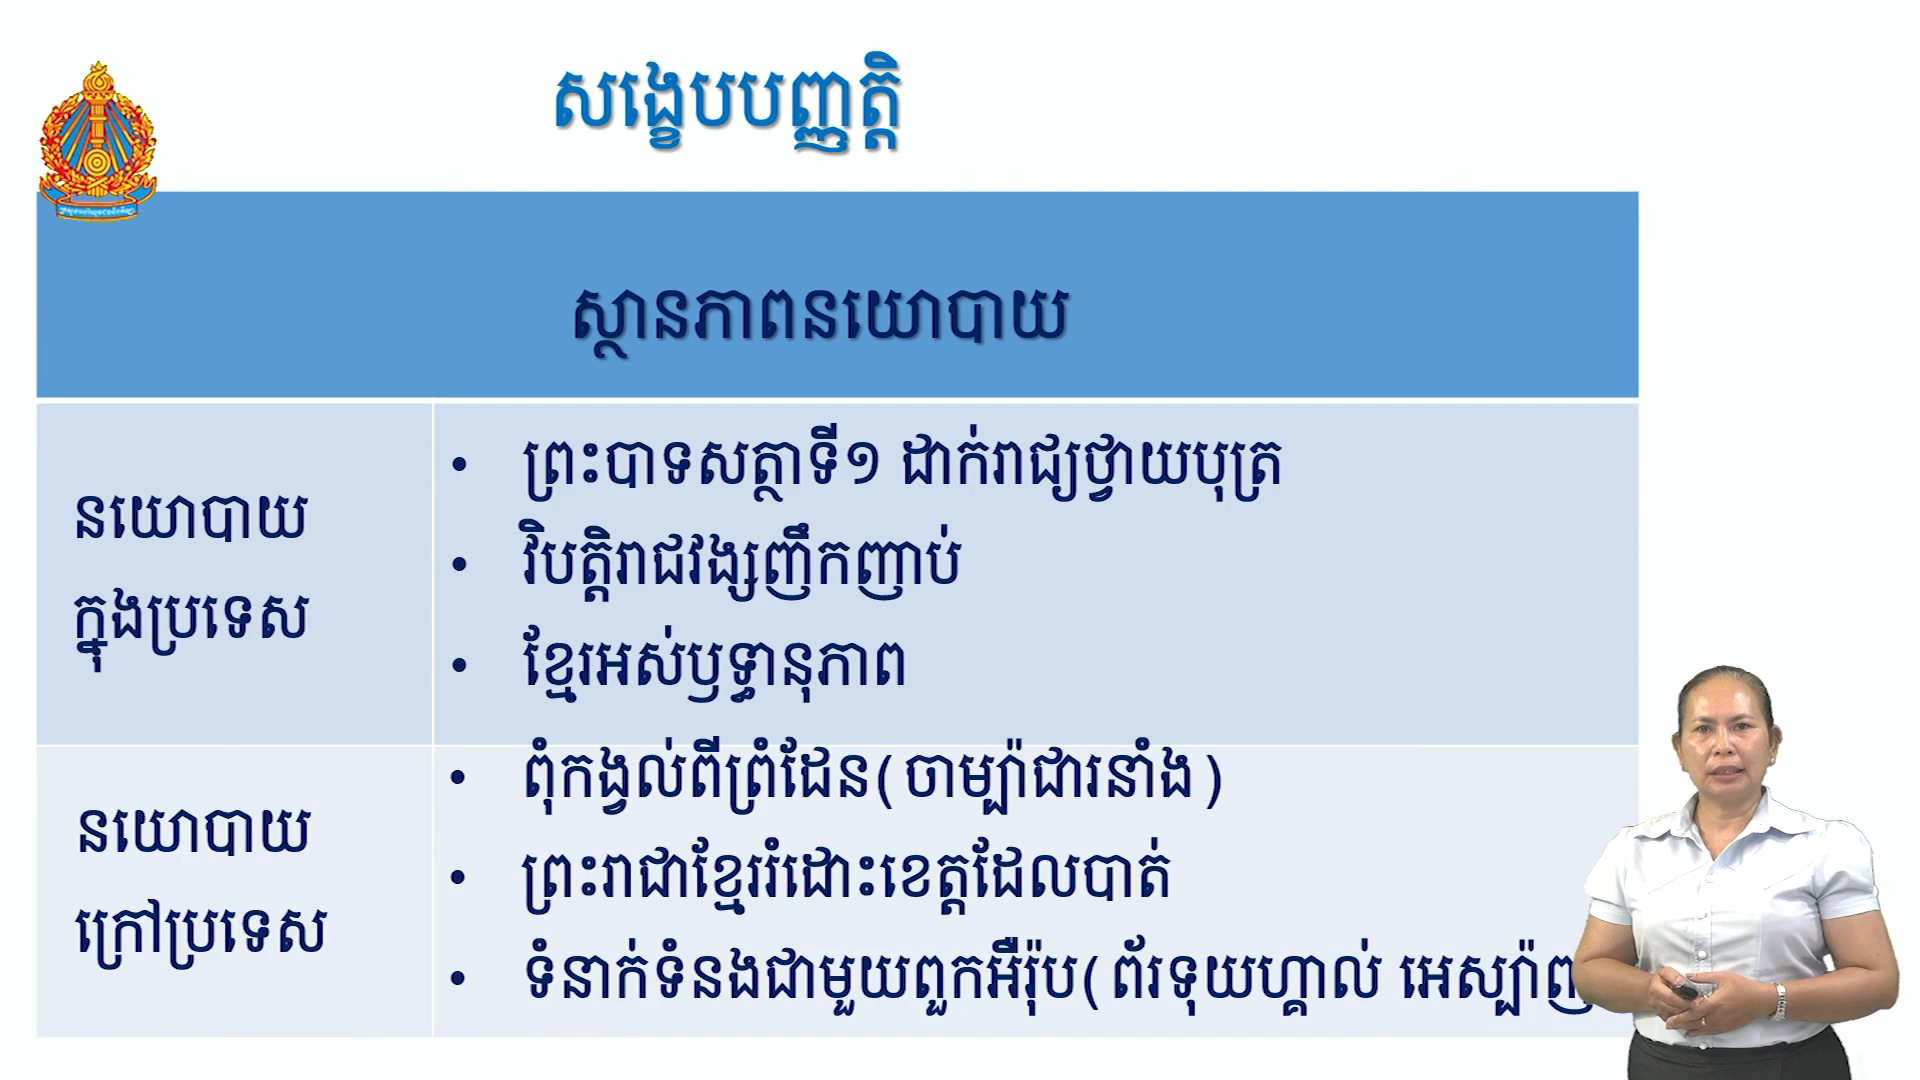 សង្ខេបបញ្ញត្តិ
ស្ថានភាពនយោបាយ
នយោបាយ
ក្នុងប្រទេស
• ព្រះបាទសត្ថាទី១ ដាក់រាជ្យថ្វាយបុត្រ
• វិបត្តិរាជវង្សញឹកញាប់
• ខ្មែរអស់ឫទ្ធានុភាព
នយោបាយ
ក្រៅប្រទេស
• ពុំកង្វល់ពីព្រំដែន(ចាម្ប៉ាជារនាំង)
• ព្រះរាជាខ្មែររំដោះខេត្តដែលបាត់
• ទំនាក់ទំនងជាមួយពួកអឺរ៉ុប(ព័រទុយហ្គាល់ អេស្ប៉ាញ